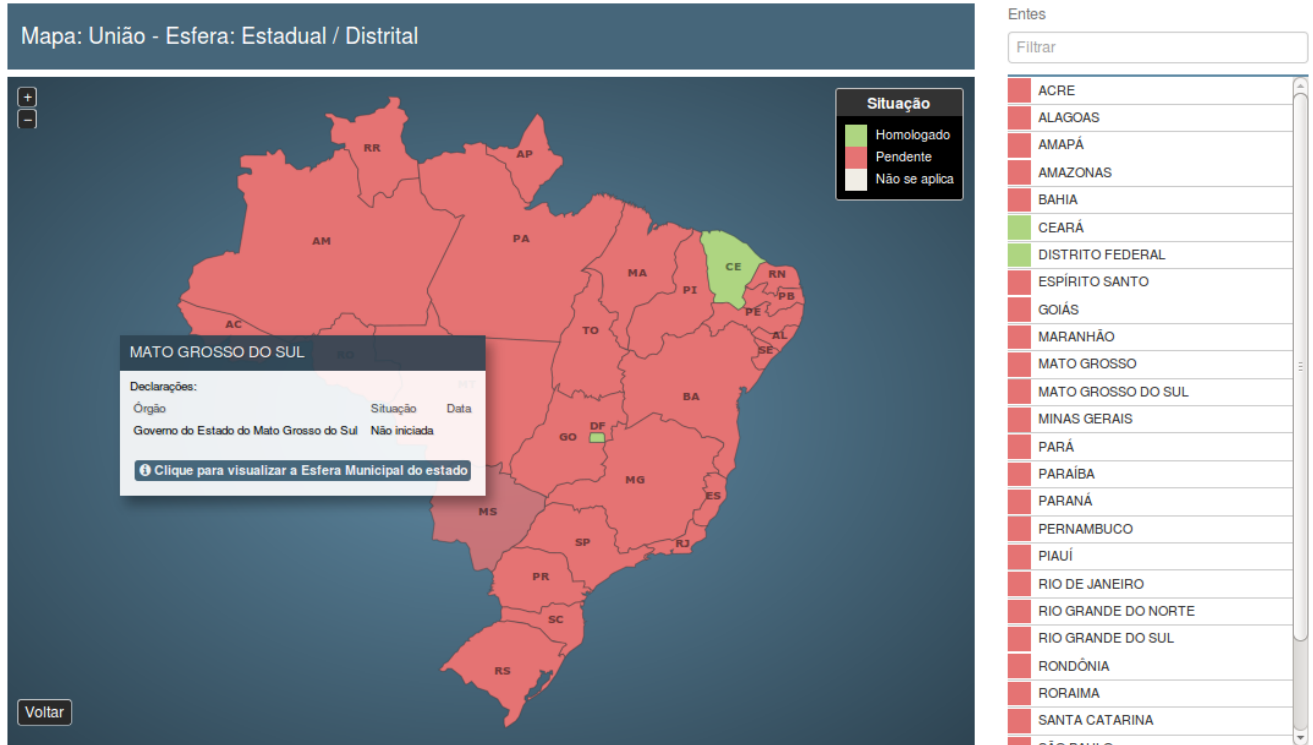 Mapa: União - Esfera: Estadual / Distrital
+
−
Situação
Homologado
Pendente
Não se aplica
RR
AP
AM
PA
MA
CE
RN
PI
PB
PE
AC
TO
AL
SE
RO
MT
BA
DF
GO
MG
ES
MS
SP
RJ
PR
SC
RS
MATO GROSSO DO SUL
Declarações:
Órgão Situação Data
Governo do Estado do Mato Grosso do Sul Não iniciada
Clique para visualizar a Esfera Municipal do estado
Voltar
Entes
Filtrar
ACRE
ALAGOAS
AMAPÁ
AMAZONAS
BAHIA
CEARÁ
DISTRITO FEDERAL
ESPÍRITO SANTO
GOIÁS
MARANHÃO
MATO GROSSO
MATO GROSSO DO SUL
MINAS GERAIS
PARÁ
PARAÍBA
PARANÁ
PERNAMBUCO
PIAUÍ
RIO DE JANEIRO
RIO GRANDE DO NORTE
RIO GRANDE DO SUL
RONDÔNIA
RORAIMA
SANTA CATARINA
SÃO PAULO